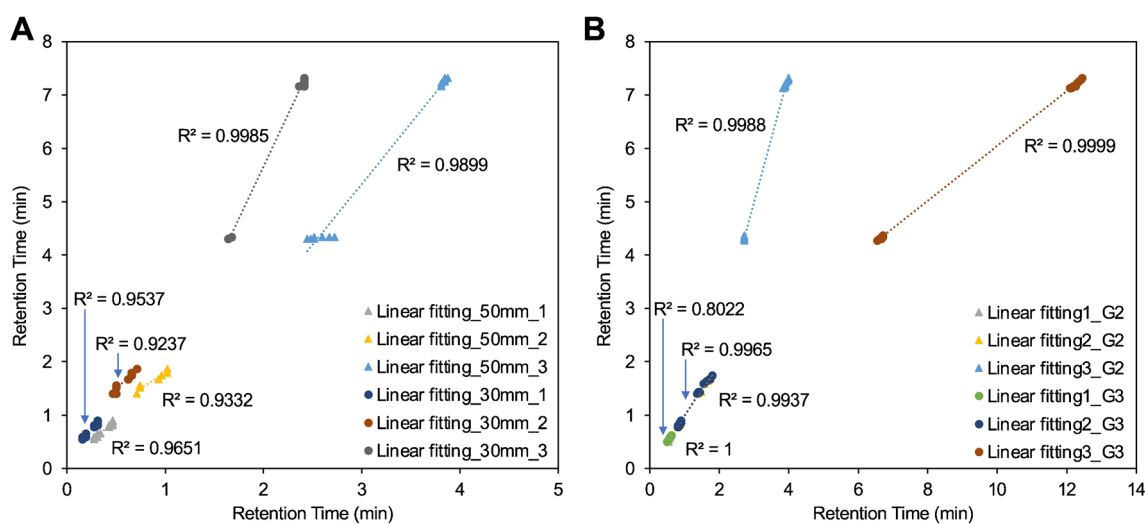 A
8
7
6
5
4
3
2
1
0
Retention Time (min)
R² = 0.9985
R² = 0.9899
R² = 0.9537
R² = 0.9237
R² = 0.9332
R² = 0.9651
Linear fitting_50mm_1
Linear fitting_50mm_2
Linear fitting_50mm_3
Linear fitting_30mm_1
Linear fitting_30mm_2
Linear fitting_30mm_3
0 1 2 3 4 5
Retention Time (min)
B
8
7
6
5
4
3
2
1
0
Retention Time (min)
R² = 0.9988
R² = 0.9999
R² = 0.8022
R² = 0.9965
R² = 0.9937
R² = 1
Linear fitting1_G2
Linear fitting2_G2
Linear fitting3_G2
Linear fitting1_G3
Linear fitting2_G3
Linear fitting3_G3
0 2 4 6 8 10 12 14
Retention Time (min)